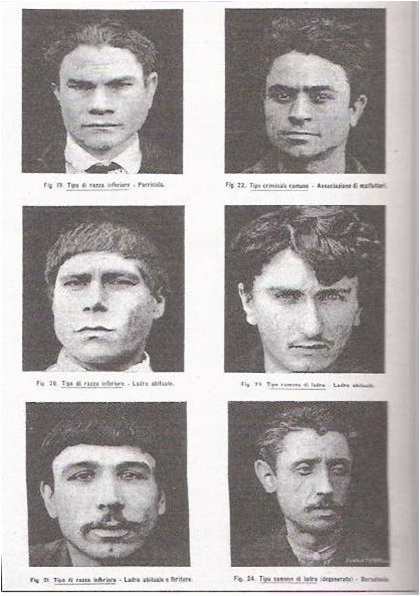 Fig. 19. Tipo di razza inferiore - Parricida.
Fig. 22. Tipo criminale comune - Associazione di malfattori.
Fig. 20. Tipo di razza inferiore - Ladro abituale.
Fig. 23. Tipo comune di ladro - Ladro abituale.
Fig. 21. Tipo di razza inferiore - Ladro abituale e feritore.
Fig. 24. Tipo comune di ladro (degenerato) - Borsaiuolo.